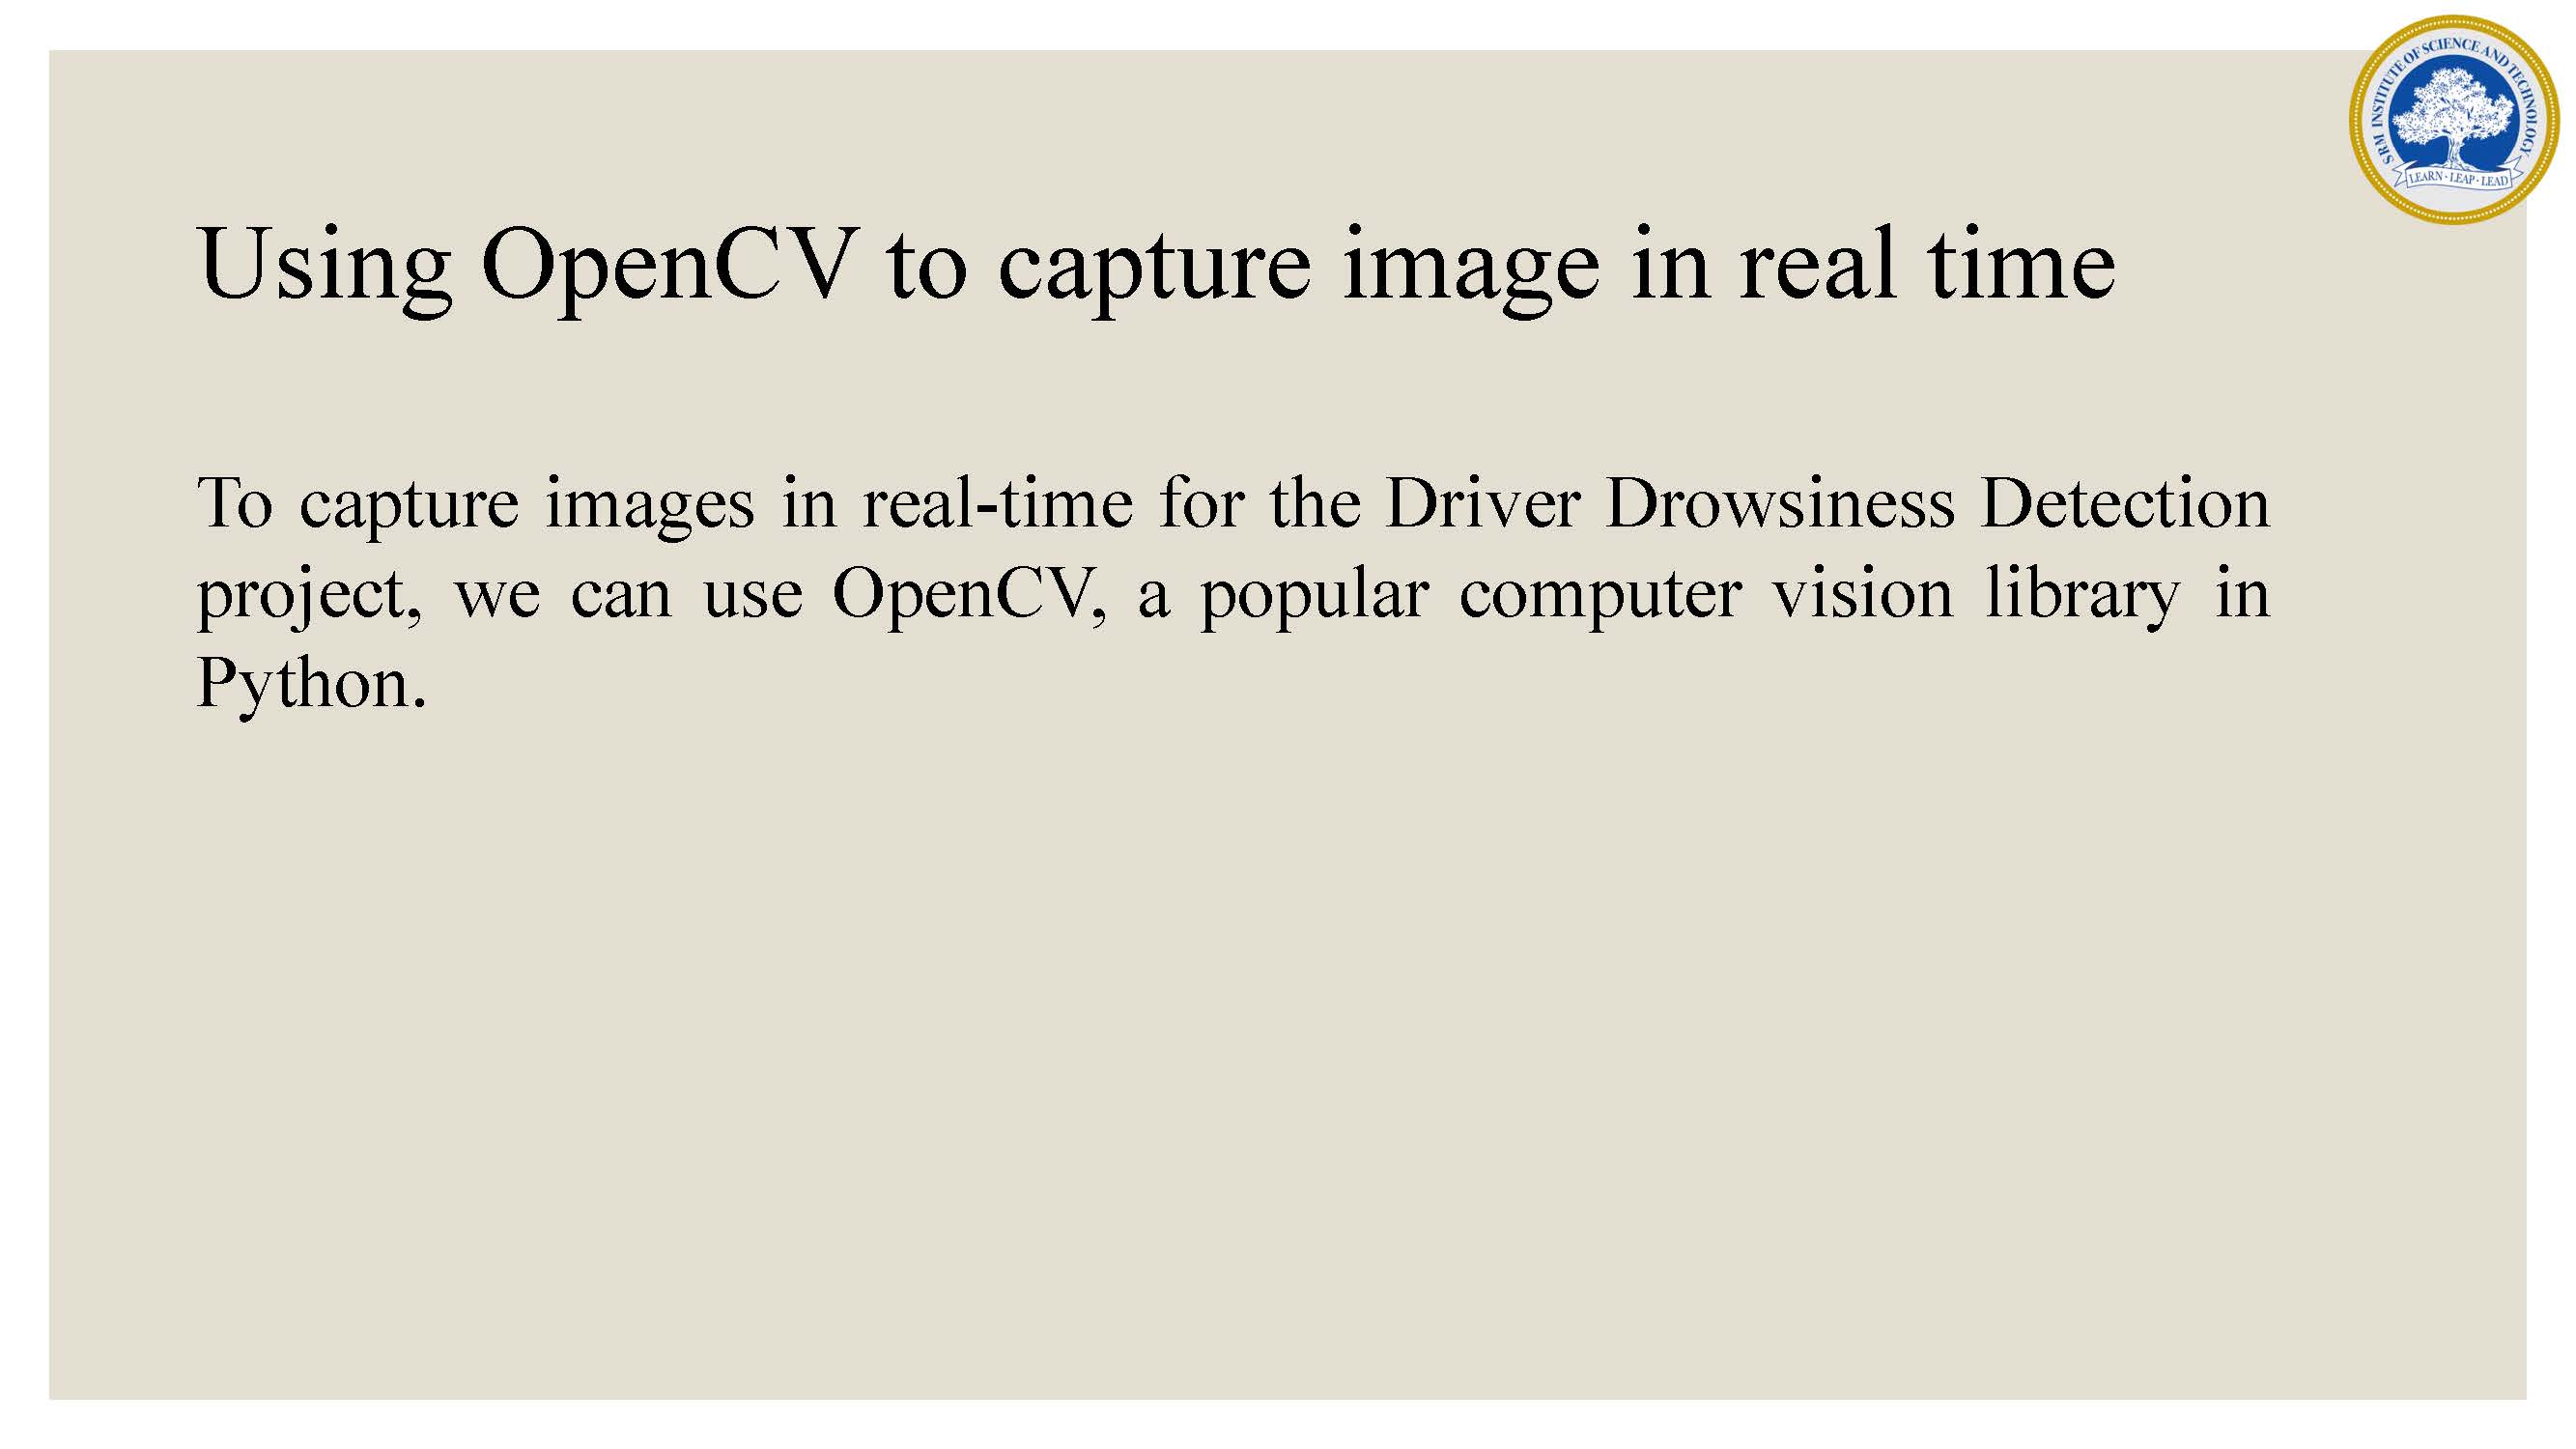 SRM INSTITUTE OF SCIENCE AND TECHNOLOGY
LEARN · LEAP · LEAD
Using OpenCV to capture image in real time
To capture images in real-time for the Driver Drowsiness Detection
project, we can use OpenCV, a popular computer vision library in
Python.